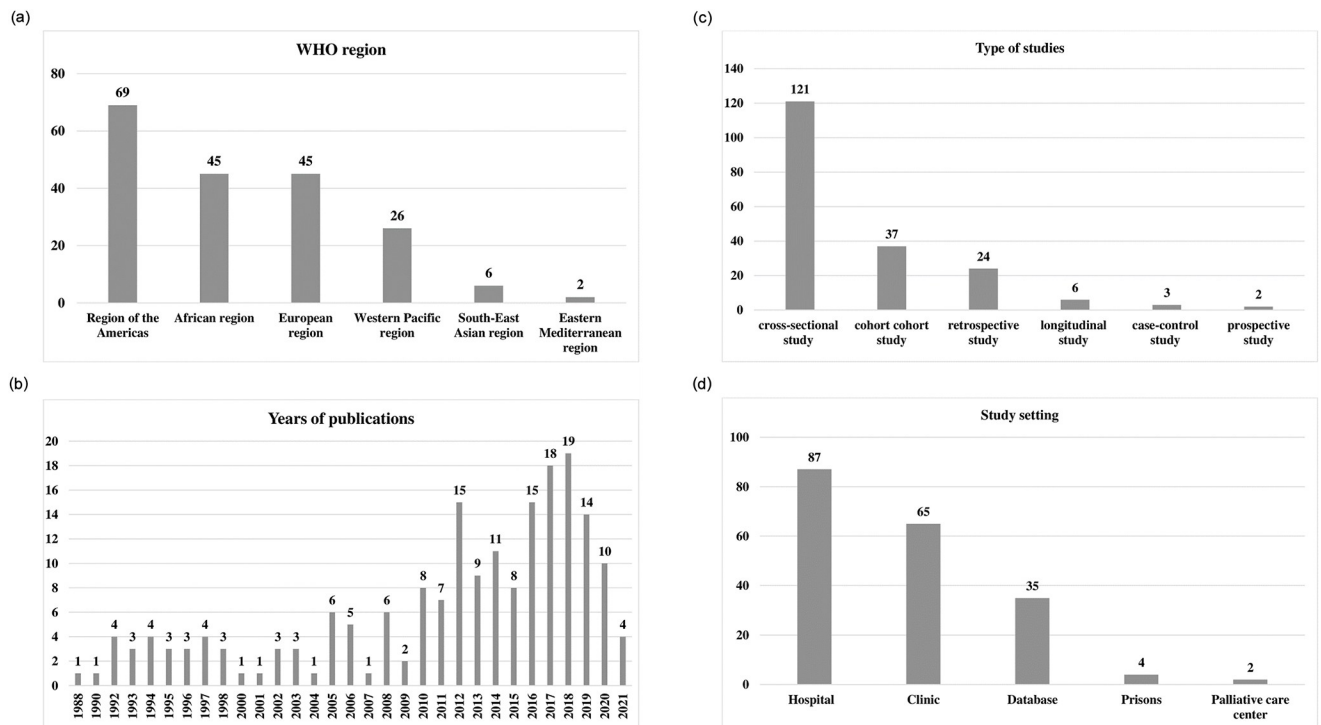 (a)
WHO region
80
60
40
20
0
69
45
45
26
6
2
Region of the
Americas
African region
European
region
Western Pacific
region
South-East
Asian region
Eastern
Mediterranean
region
(b)
Years of publications
20
18
16
14
12
10
8
6
4
2
0
1
1
4
3
4
3
3
4
3
1
1
3
3
1
6
5
1
6
2
8
7
15
9
11
8
15
18
19
14
10
4
1988
1990
1992
1993
1994
1995
1996
1997
1998
2000
2001
2002
2003
2004
2005
2006
2007
2008
2009
2010
2011
2012
2013
2014
2015
2016
2017
2018
2019
2020
2021
(c)
Type of studies
140
120
100
80
60
40
20
0
121
37
24
6
3
2
cross-sectional
study
cohort cohort
study
retrospective
study
longitudinal
study
case-control
study
prospective
study
(d)
Study setting
100
80
60
40
20
0
87
65
35
4
2
Hospital
Clinic
Database
Prisons
Palliative care
center